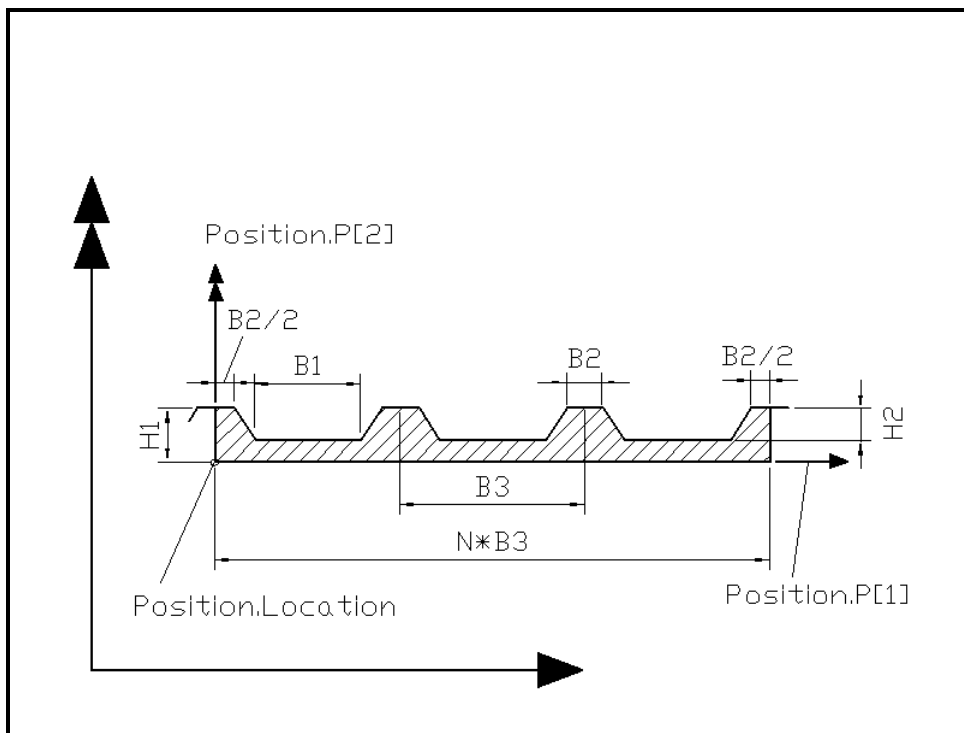 Position.P[2]
B2/2
B1
B2
B2/2
H1
H2
B3
N*B3
Position.Location
Position.P[1]